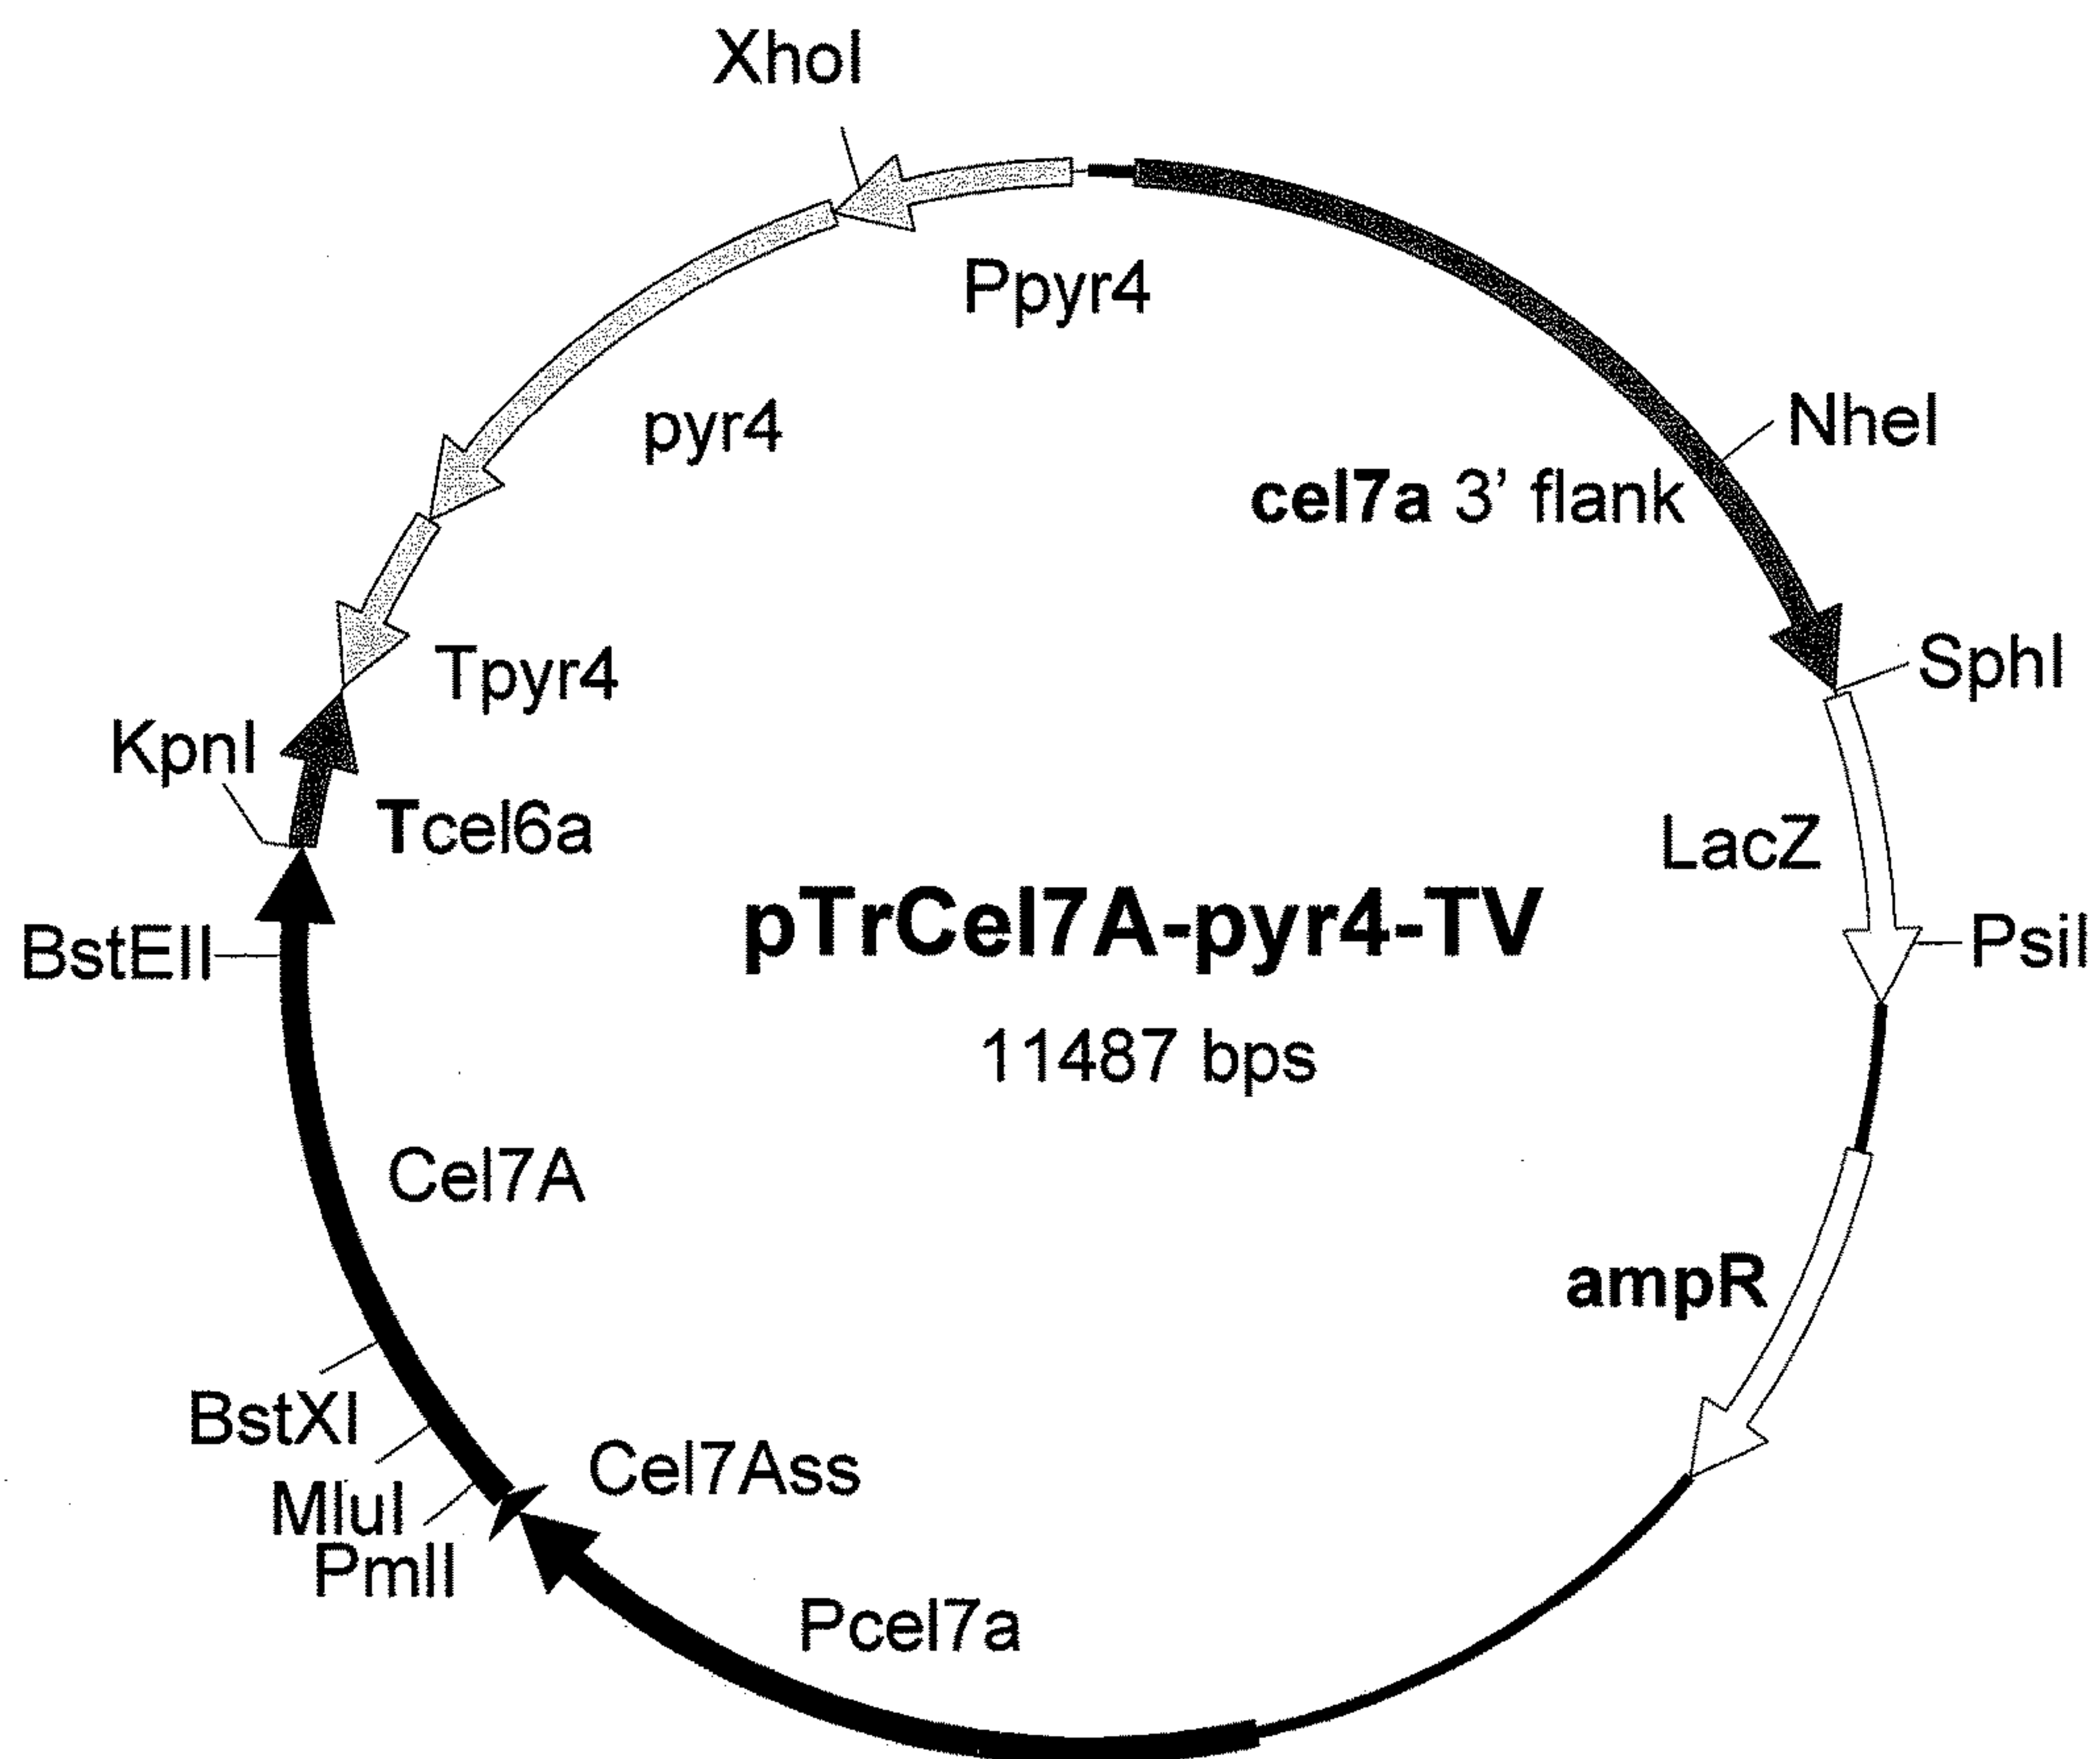 XhoI
Ppyr4
NheI
pyr4
cel7a 3' flank
SphI
Tpyr4
KpnI
Tcel6a
LacZ
pTrCel7A-pyr4-TV
BstEII
PsiI
11487 bps
Cel7A
ampR
BstXI
Cel7Ass
MluI
PmlI
Pcel7a